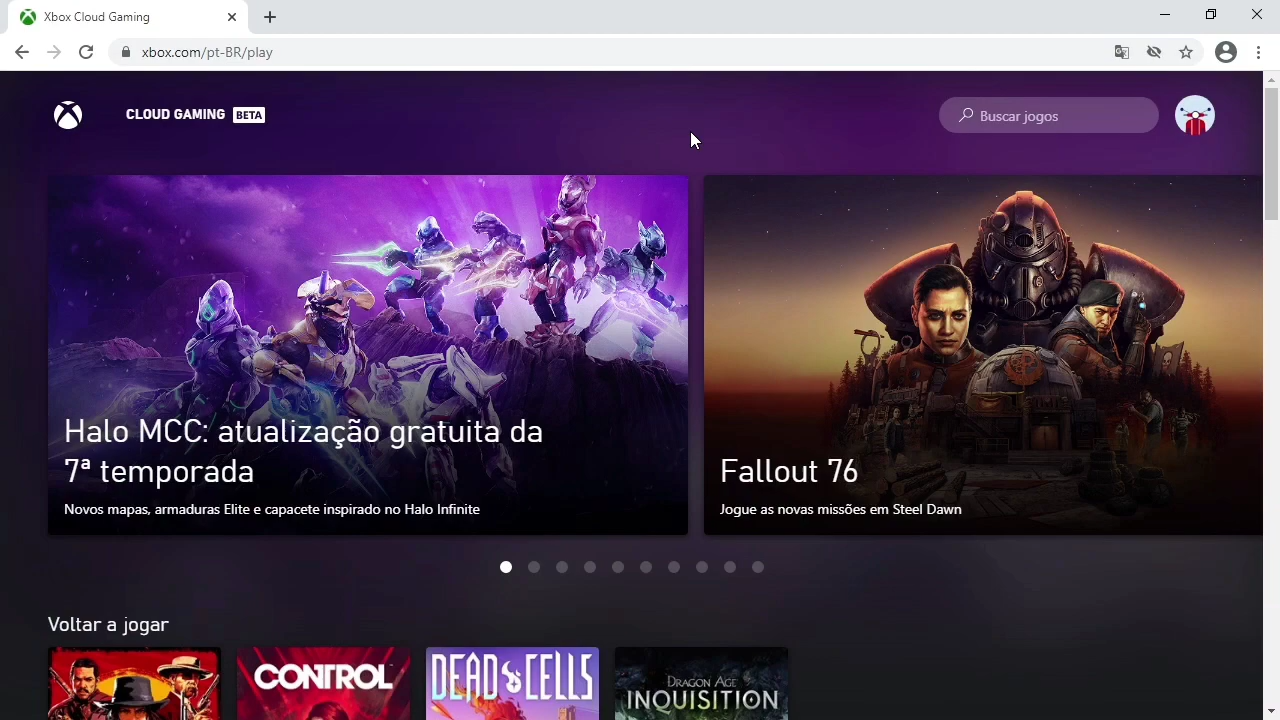 Xbox Cloud Gaming
xbox.com/pt-BR/play
CLOUD GAMING BETA
Buscar jogos
Halo MCC: atualização gratuita da
7ª temporada
Novos mapas, armaduras Elite e capacete inspirado no Halo Infinite
Fallout 76
Jogue as novas missões em Steel Dawn
Voltar a jogar
CONTROL
DEAD CELLS
DRAGON AGE
INQUISITION